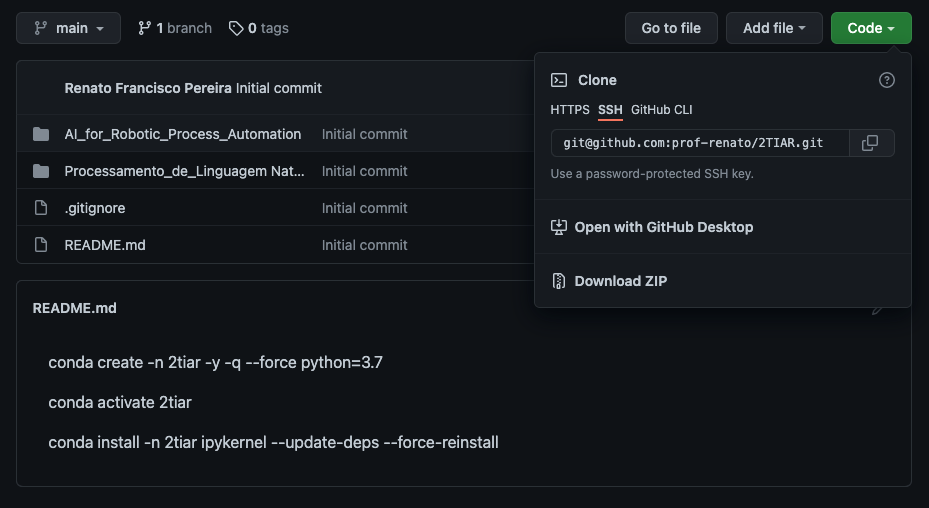 main
1 branch
0 tags
Go to file
Add file
Code
Renato Francisco Pereira Initial commit
AI_for_Robotic_Process_Automation Initial commit
Processamento_de_Linguagem Nat... Initial commit
.gitignore Initial commit
README.md Initial commit
Clone
HTTPS SSH GitHub CLI
git@github.com:prof-renato/2TIAR.git
Use a password-protected SSH key.
Open with GitHub Desktop
Download ZIP
README.md
conda create -n 2tiar -y -q --force python=3.7
conda activate 2tiar
conda install -n 2tiar ipykernel --update-deps --force-reinstall